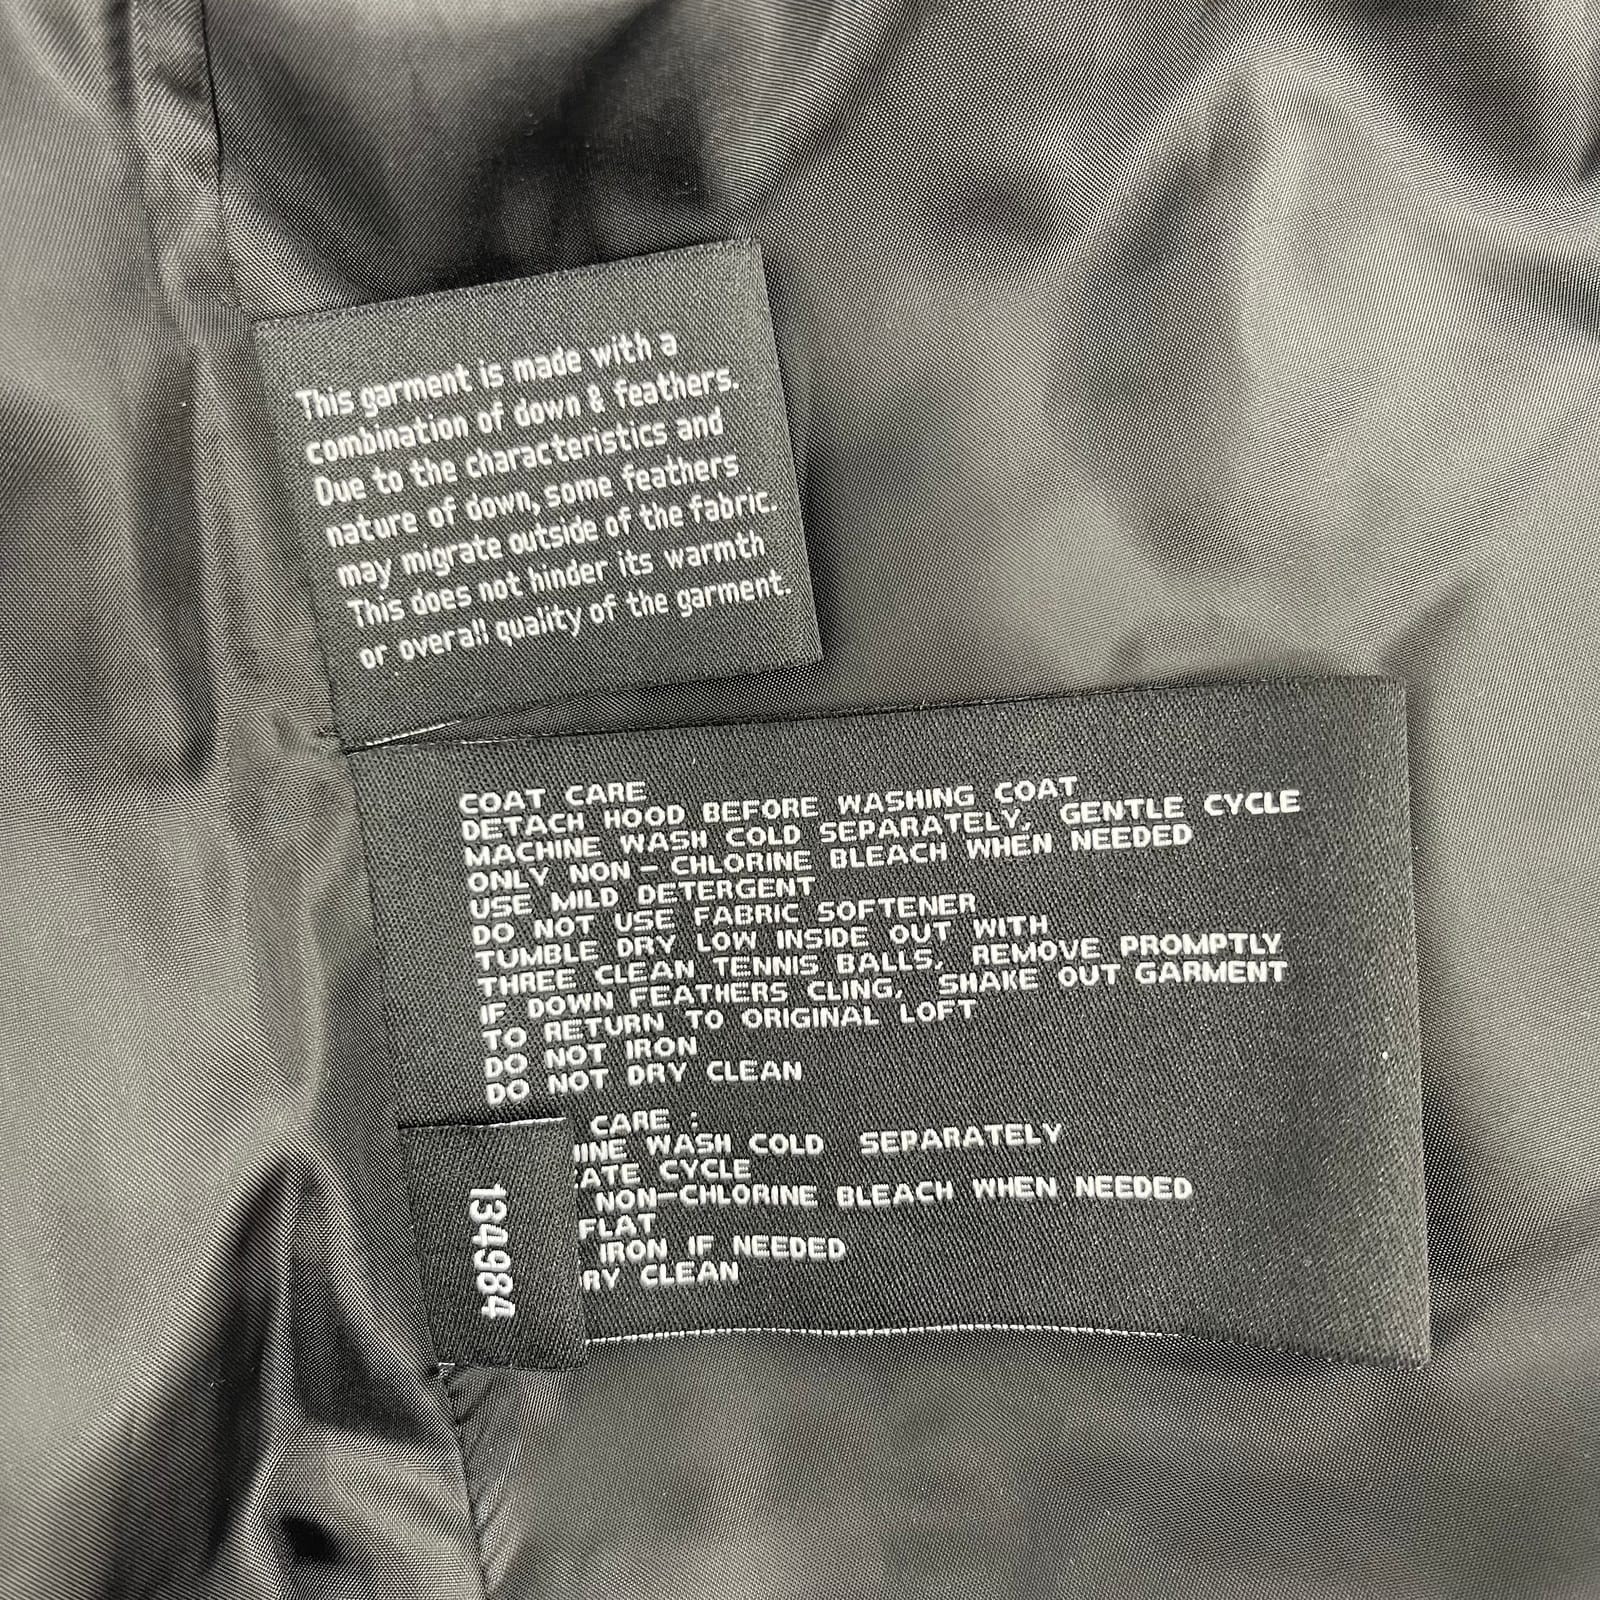 This garment is made with a
combination of down & feathers.
Due to the characteristics and
nature of down, some feathers
may migrate outside of the fabric.
This does not hinder its warmth
or overall quality of the garment.
COAT CARE :
DETACH HOOD BEFORE WASHING COAT
MACHINE WASH COLD SEPARATELY, GENTLE CYCLE
ONLY NON-CHLORINE BLEACH WHEN NEEDED
USE MILD DETERGENT
DO NOT USE FABRIC SOFTENER
TUMBLE DRY LOW INSIDE OUT WITH
THREE CLEAN TENNIS BALLS, REMOVE PROMPTLY
IF DOWN FEATHERS CLING, SHAKE OUT GARMENT
TO RETURN TO ORIGINAL LOFT
DO NOT IRON
DO NOT DRY CLEAN
CARE :
WASH COLD SEPARATELY
CYCLE
NON-CHLORINE BLEACH WHEN NEEDED
FLAT
IRON IF NEEDED
CLEAN
134984